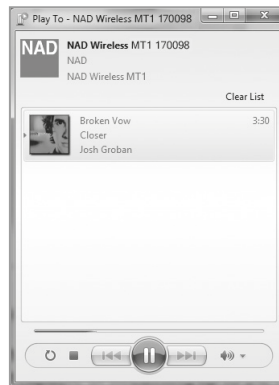 Play To - NAD Wireless MT1 170098
NAD
NAD Wireless MT1 170098
NAD
NAD Wireless MT1
Clear List
Broken Vow 3:30
Closer
Josh Groban